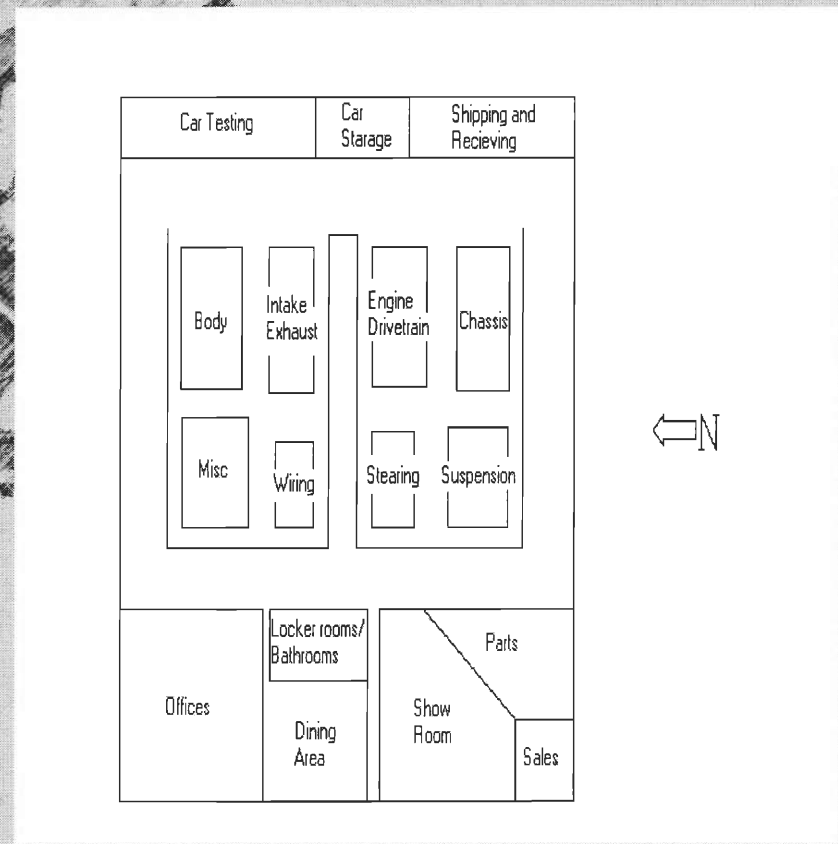 Car Testing
Car
Starage
Shipping and
Recieving
Body
Intake
Exhaust
Engine
Drivetrain
Chassis
Misc
Wiring
Stearing
Suspension
N
Locker rooms/
Bathrooms
Parts
Offices
Show
Room
Dining
Area
Sales